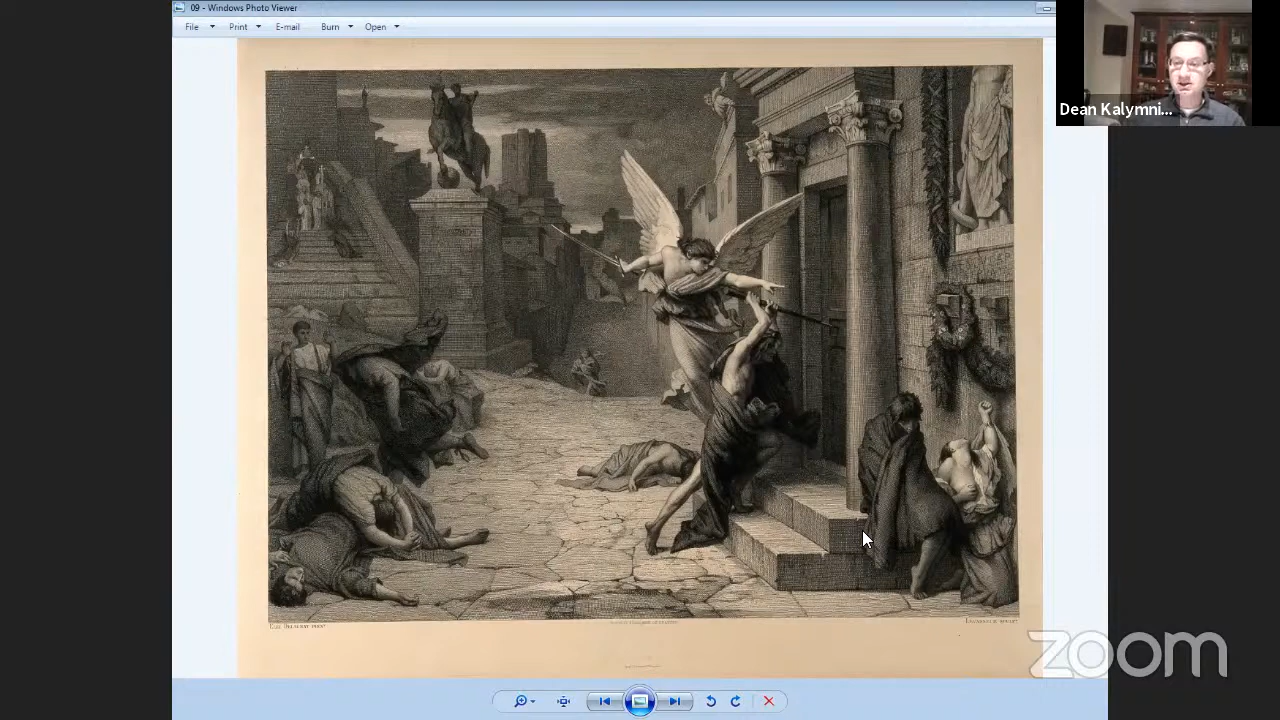 09 - Windows Photo Viewer
File Print E-mail Burn Open
Dean Kalymni...
zoom